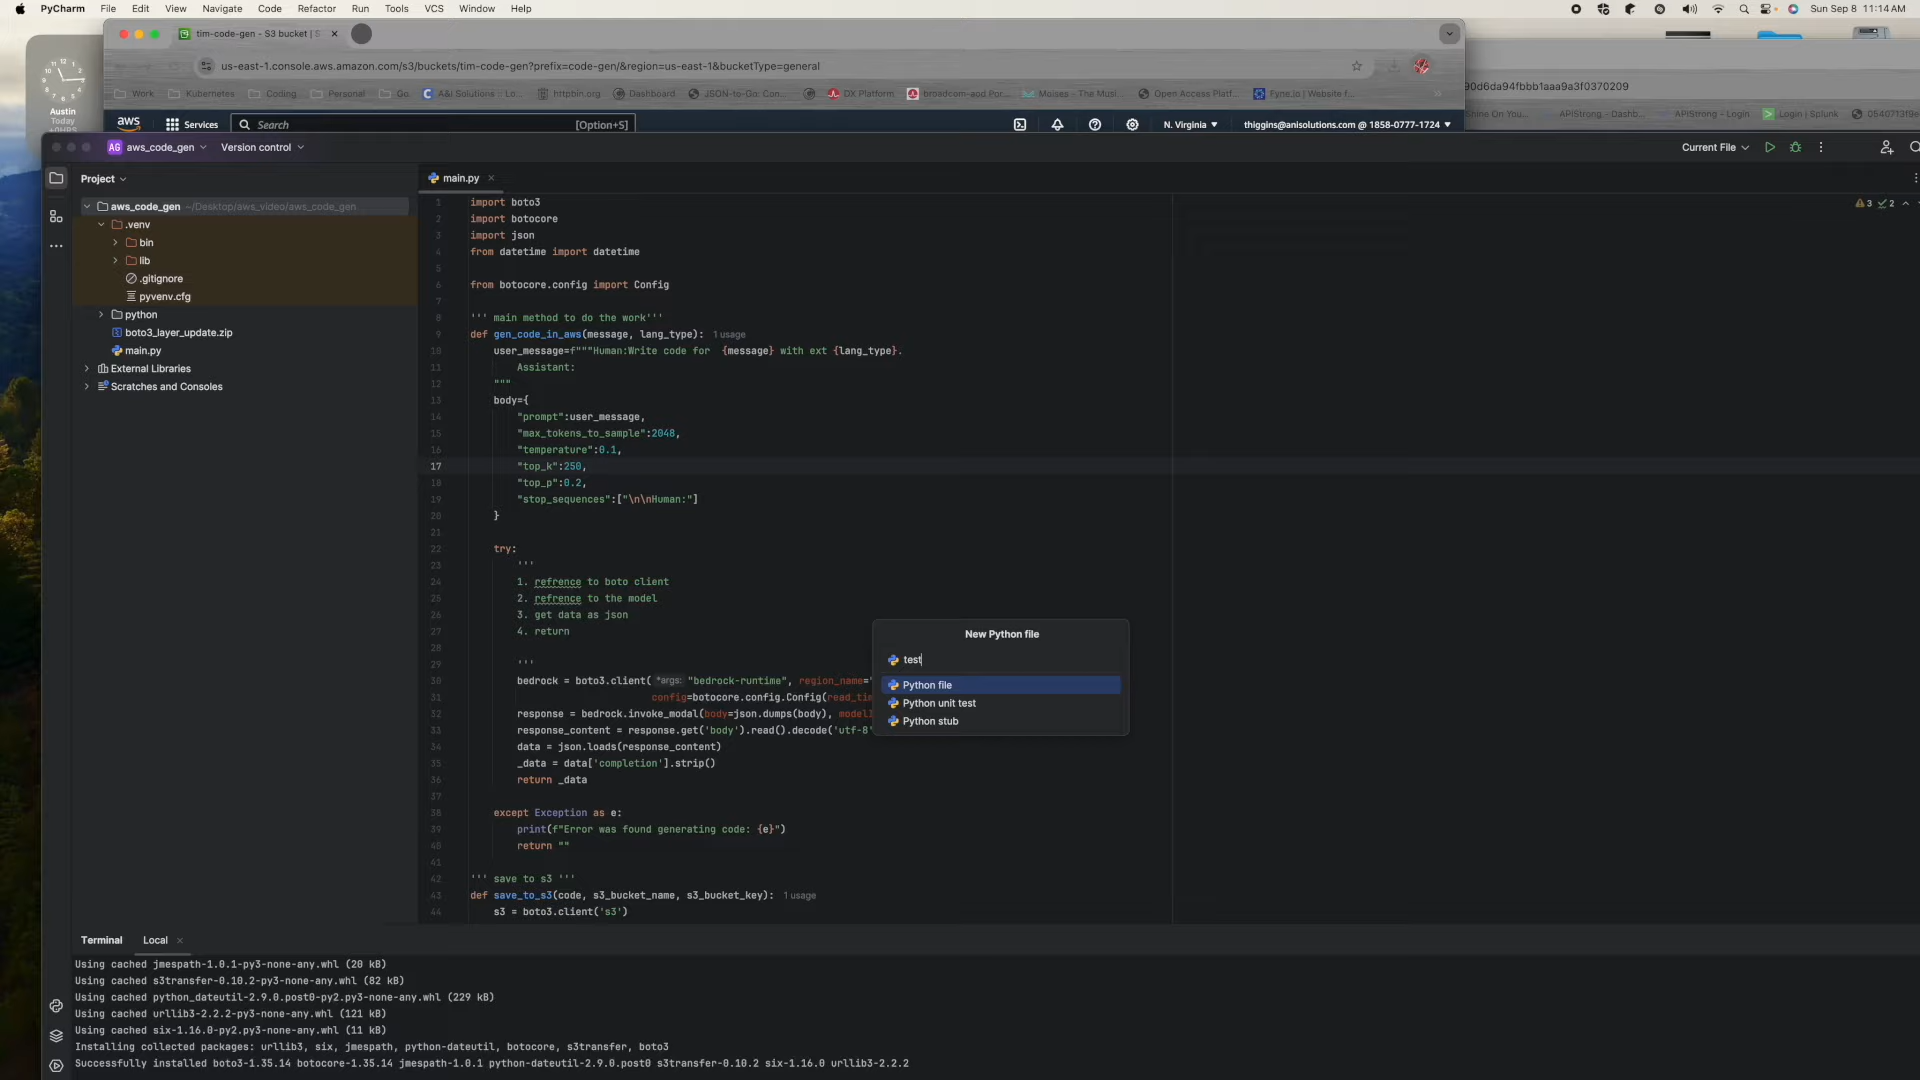 PyCharm File Edit View Navigate Code Refactor Run Tools VCS Window Help Sun Sep 8 11:14 AM
tim-code-gen - S3 bucket | S
us-east-1.console.aws.amazon.com/s3/buckets/tim-code-gen?prefix=code-gen/&region=us-east-1&bucketType=general
90d6da94fbbb1aaa9a3f0370209
Work Kubernetes Coding Personal Go. A&I Solutions :: Lo... httpbin.org Dashboard JSON-to-Go: Con... DX Platform broadcom-aod Por... Moises - The Musi... Open Access Platf... Fyne.io | Website f...
hine On You... APIStrong - Dashb... APIStrong - Login Login | Splunk
Austin
Today
+0HRS
aws Services Search [Option+S] N. Virginia thiggins@anisolutions.com @ 1858-0777-1724
AG aws_code_gen Version control Current File
Project
main.py
aws_code_gen ~/Desktop/aws_video/aws_code_gen
.venv
bin
lib
.gitignore
pyvenv.cfg
python
boto3_layer_update.zip
main.py
External Libraries
Scratches and Consoles
3 2
1 import boto3
2 import botocore
3 import json
4 from datetime import datetime
5
6 from botocore.config import Config
7
8 ''' main method to do the work'''
9 def gen_code_in_aws(message, lang_type): 1 usage
10 user_message=f"""Human:Write code for {message} with ext {lang_type}.
11 Assistant:
12 """
13 body={
14 "prompt":user_message,
15 "max_tokens_to_sample":2048,
16 "temperature":0.1,
17 "top_k":250,
18 "top_p":0.2,
19 "stop_sequences":["\n\nHuman:"]
20 }
21
22 try:
23 '''
24 1. refrence to boto client
25 2. refrence to the model
26 3. get data as json
27 4. return
28
29 '''
30 bedrock = boto3.client( *args: "bedrock-runtime", region_name="
31 config=botocore.config.Config(read_tim
32 response = bedrock.invoke_modal(body=json.dumps(body), modelI
33 response_content = response.get('body').read().decode('utf-8'
34 data = json.loads(response_content)
35 _data = data['completion'].strip()
36 return _data
37
38 except Exception as e:
39 print(f"Error was found generating code: {e}")
40 return ""
41
42 ''' save to s3 '''
43 def save_to_s3(code, s3_bucket_name, s3_bucket_key): 1 usage
44 s3 = boto3.client('s3')
New Python file
test
Python file
Python unit test
Python stub
Terminal Local
Using cached jmespath-1.0.1-py3-none-any.whl (20 kB)
Using cached s3transfer-0.10.2-py3-none-any.whl (82 kB)
Using cached python_dateutil-2.9.0.post0-py2.py3-none-any.whl (229 kB)
Using cached urllib3-2.2.2-py3-none-any.whl (121 kB)
Using cached six-1.16.0-py2.py3-none-any.whl (11 kB)
Installing collected packages: urllib3, six, jmespath, python-dateutil, botocore, s3transfer, boto3
Successfully installed boto3-1.35.14 botocore-1.35.14 jmespath-1.0.1 python-dateutil-2.9.0.post0 s3transfer-0.10.2 six-1.16.0 urllib3-2.2.2